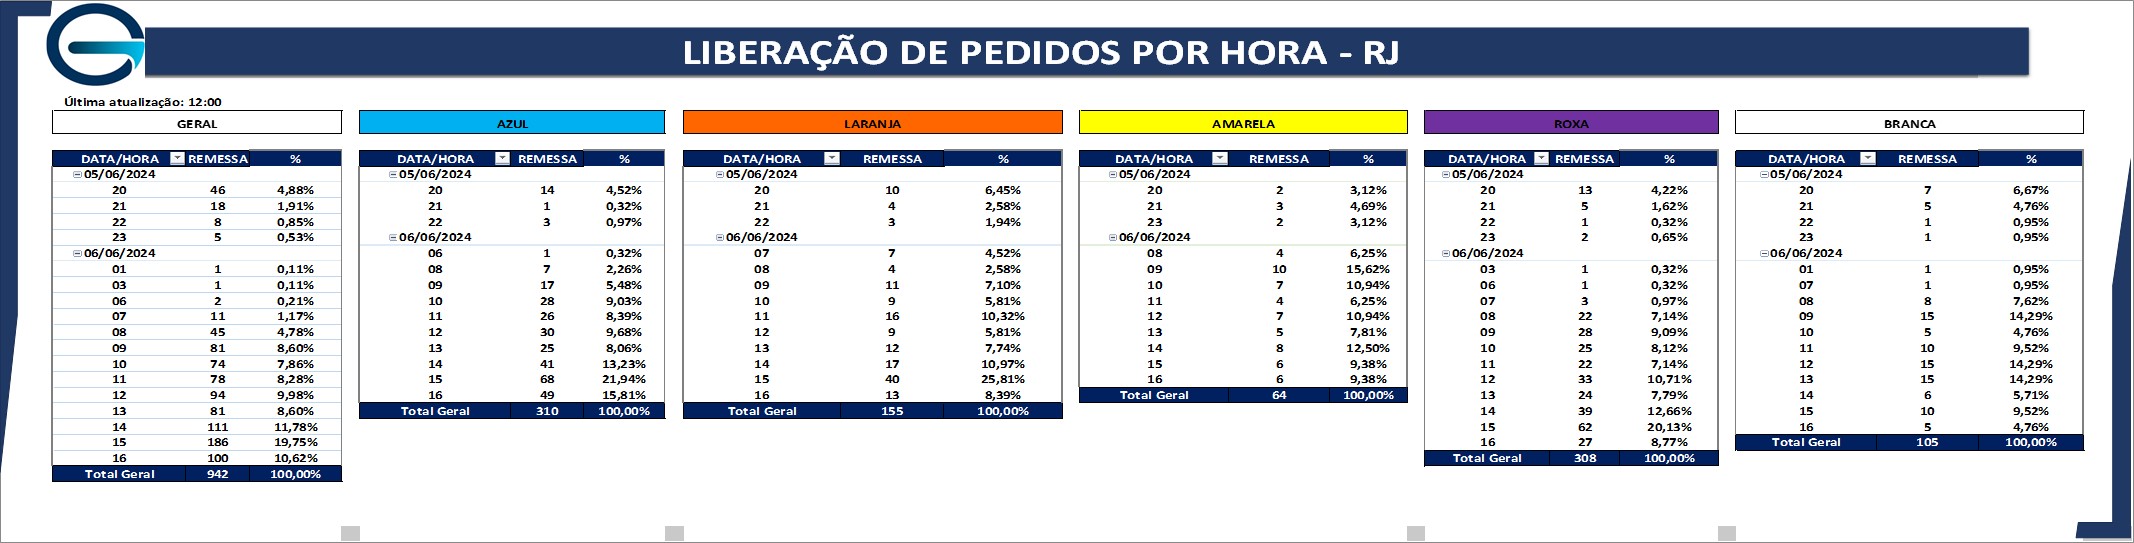 LIBERAÇÃO DE PEDIDOS POR HORA - RJ
Última atualização: 12:00
GERAL
DATA/HORA REMESSA %
05/06/2024
20 46 4,88%
21 18 1,91%
22 8 0,85%
23 5 0,53%
06/06/2024
01 1 0,11%
03 1 0,11%
06 2 0,21%
07 11 1,17%
08 45 4,78%
09 81 8,60%
10 74 7,86%
11 78 8,28%
12 94 9,98%
13 81 8,60%
14 111 11,78%
15 186 19,75%
16 100 10,62%
Total Geral 942 100,00%
AZUL
DATA/HORA REMESSA %
05/06/2024
20 14 4,52%
21 1 0,32%
22 3 0,97%
06/06/2024
06 1 0,32%
08 7 2,26%
09 17 5,48%
10 28 9,03%
11 26 8,39%
12 30 9,68%
13 25 8,06%
14 41 13,23%
15 68 21,94%
16 49 15,81%
Total Geral 310 100,00%
LARANJA
DATA/HORA REMESSA %
05/06/2024
20 10 6,45%
21 4 2,58%
22 3 1,94%
06/06/2024
07 7 4,52%
08 4 2,58%
09 11 7,10%
10 9 5,81%
11 16 10,32%
12 9 5,81%
13 12 7,74%
14 17 10,97%
15 40 25,81%
16 13 8,39%
Total Geral 155 100,00%
AMARELA
DATA/HORA REMESSA %
05/06/2024
20 2 3,12%
21 3 4,69%
23 2 3,12%
06/06/2024
08 4 6,25%
09 10 15,62%
10 7 10,94%
11 4 6,25%
12 7 10,94%
13 5 7,81%
14 8 12,50%
15 6 9,38%
16 6 9,38%
Total Geral 64 100,00%
ROXA
DATA/HORA REMESSA %
05/06/2024
20 13 4,22%
21 5 1,62%
22 1 0,32%
23 2 0,65%
06/06/2024
03 1 0,32%
06 1 0,32%
07 3 0,97%
08 22 7,14%
09 28 9,09%
10 25 8,12%
11 22 7,14%
12 33 10,71%
13 24 7,79%
14 39 12,66%
15 62 20,13%
16 27 8,77%
Total Geral 308 100,00%
BRANCA
DATA/HORA REMESSA %
05/06/2024
20 7 6,67%
21 5 4,76%
22 1 0,95%
23 1 0,95%
06/06/2024
01 1 0,95%
07 1 0,95%
08 8 7,62%
09 15 14,29%
10 5 4,76%
11 10 9,52%
12 15 14,29%
13 15 14,29%
14 6 5,71%
15 10 9,52%
16 5 4,76%
Total Geral 105 100,00%